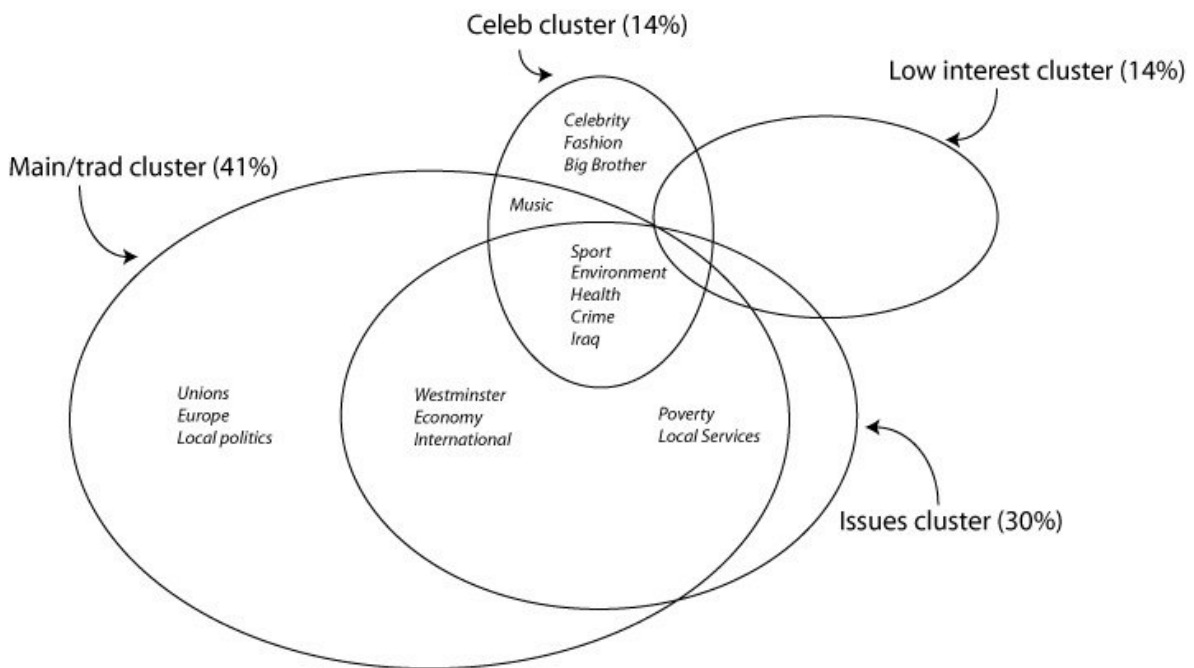 Celeb cluster (14%)
Low interest cluster (14%)
Main/trad cluster (41%)
Celebrity
Fashion
Big Brother
Music
Sport
Environment
Health
Crime
Iraq
Unions
Europe
Local politics
Westminster
Economy
International
Poverty
Local Services
Issues cluster (30%)